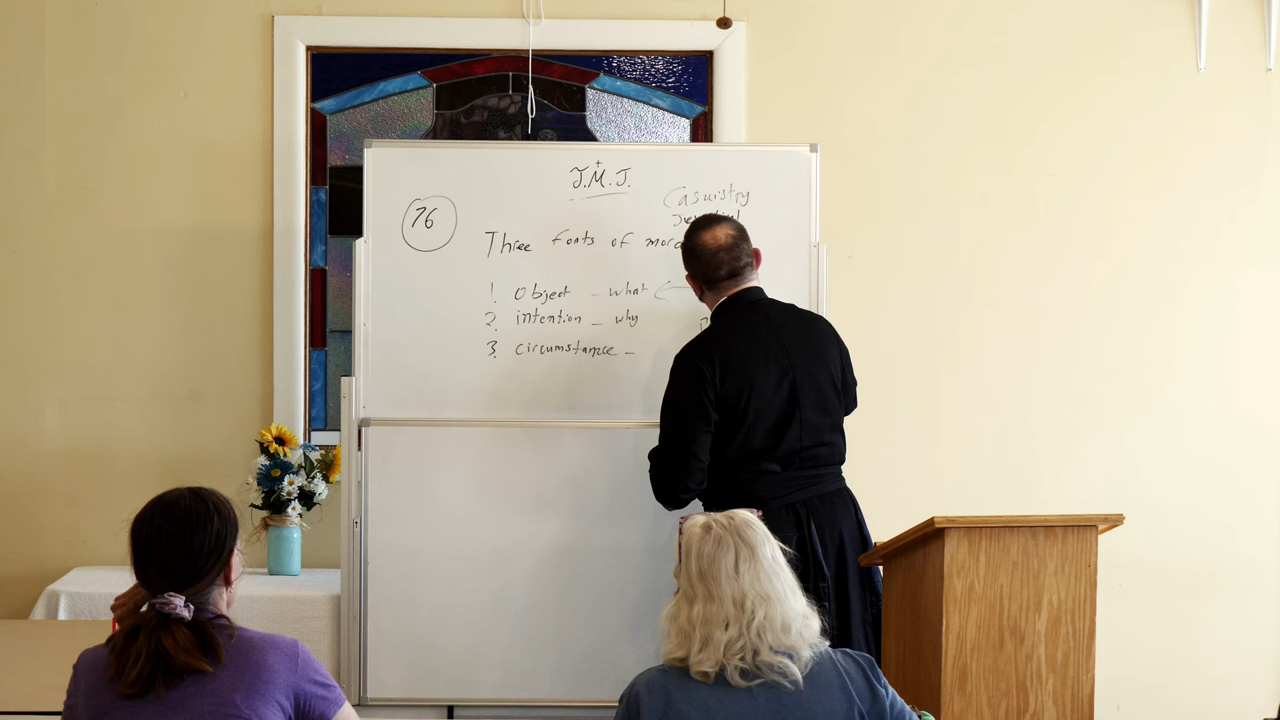 J.M.J.
Casuistry
76
Three fonts of
1. Object - what
2. intention - why
3. circumstance -